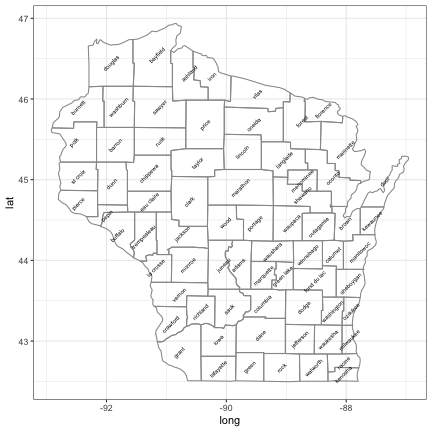 47
46
45
44
43
lat
douglas
bayfield
ashland
iron
vilas
burnett
washburn
sawyer
price
oneida
forest
florence
marinette
polk
barron
rusk
taylor
lincoln
langlade
oconto
door
st croix
dunn
chippewa
clark
marathon
menominee
shawano
pierce
pepin
eau claire
buffalo
trempealeau
jackson
wood
portage
waupaca
outagamie
brown
kewaunee
la crosse
monroe
juneau
adams
waushara
winnebago
calumet
manitowoc
marquette
green lake
fond du lac
sheboygan
vernon
crawford
richland
sauk
columbia
dodge
washington
ozaukee
grant
iowa
dane
jefferson
waukesha
milwaukee
lafayette
green
rock
walworth
racine
kenosha
-92
-90
-88
long